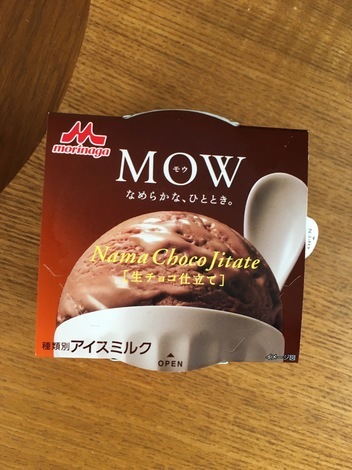 morinaga
MOW
モウ
なめらかな、ひととき。
Nama Choco Jitate
[生チョコ仕立て]
種類別アイスミルク
OPEN
イメージ図